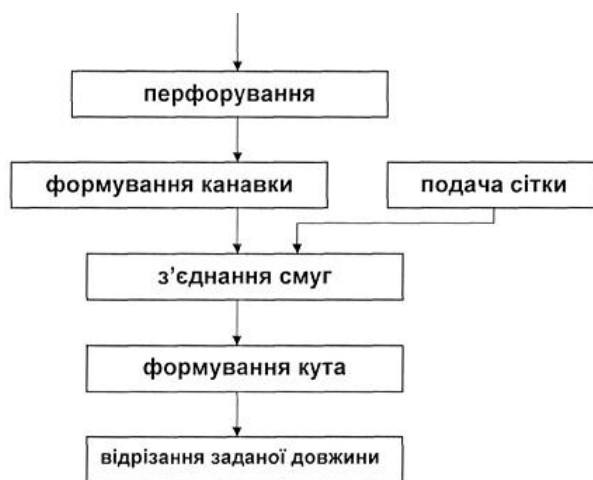 перфорування
формування канавки
подача сітки
з’єднання смуг
формування кута
відрізання заданої довжини